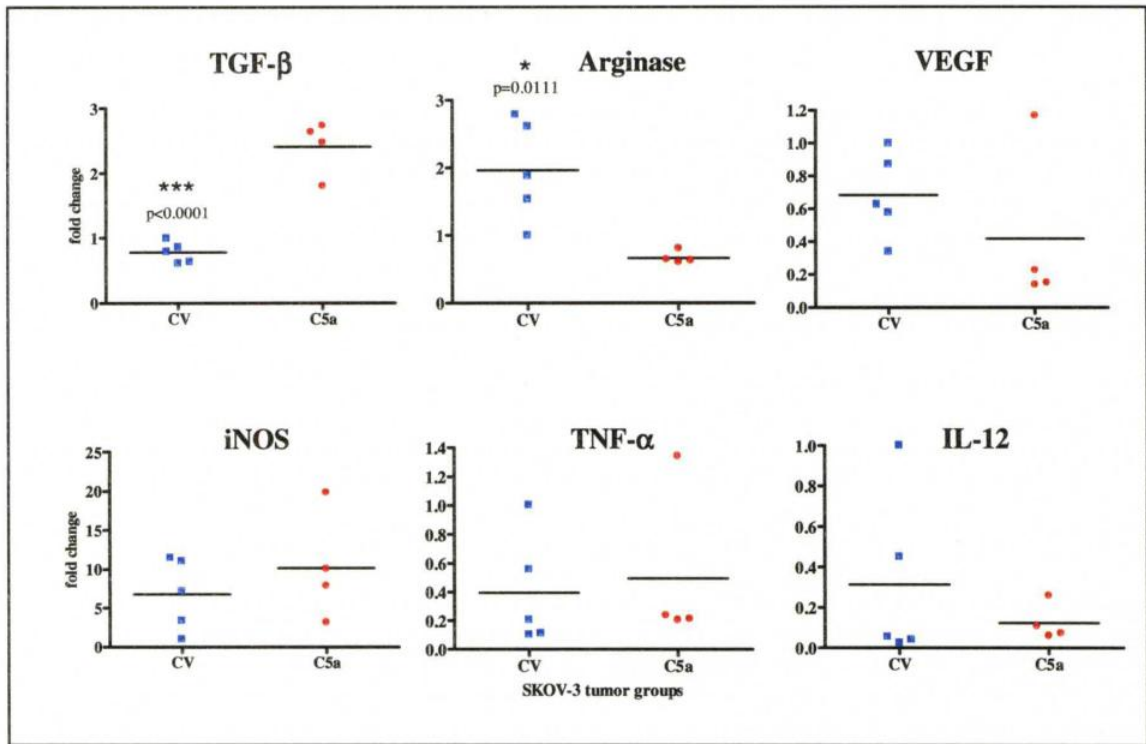 TGF-β
fold change
3
2
1
0
***
p<0.0001
CV
C5a
Arginase
3
2
1
0
*
p=0.0111
CV
C5a
VEGF
1.2
1.0
0.8
0.6
0.4
0.2
0.0
CV
C5a
iNOS
fold change
25
20
15
10
5
0
CV
C5a
TNF-α
1.4
1.2
1.0
0.8
0.6
0.4
0.2
0.0
CV
C5a
SKOV-3 tumor groups
IL-12
1.0
0.8
0.6
0.4
0.2
0.0
CV
C5a